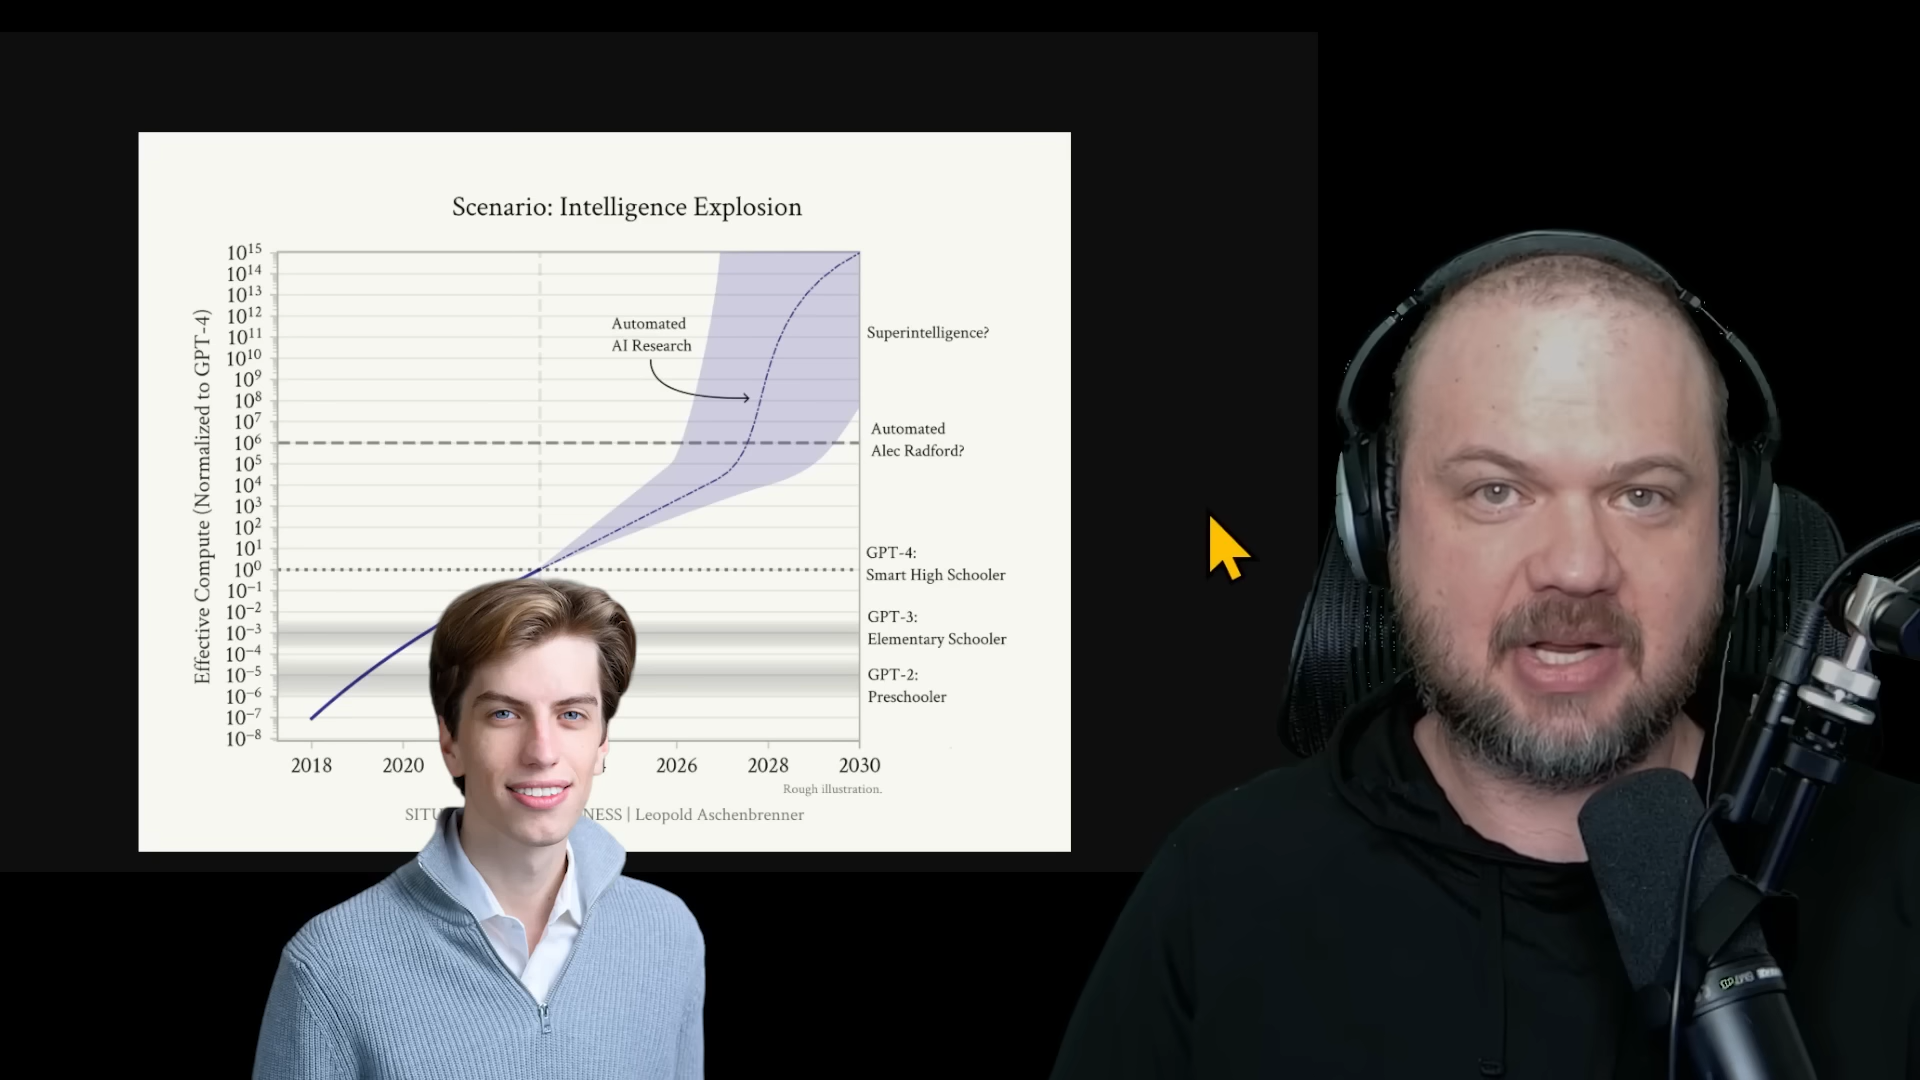 Scenario: Intelligence Explosion
Effective Compute (Normalized to GPT-4)
10¹⁵
10¹⁴
10¹³
10¹²
10¹¹
10¹⁰
10⁹
10⁸
10⁷
10⁶
10⁵
10⁴
10³
10²
10¹
10⁰
10⁻¹
10⁻²
10⁻³
10⁻⁴
10⁻⁵
10⁻⁶
10⁻⁷
10⁻⁸
Automated
AI Research
Superintelligence?
Automated
Alec Radford?
GPT-4:
Smart High Schooler
GPT-3:
Elementary Schooler
GPT-2:
Preschooler
2018 2020 2026 2028 2030
Rough illustration.
SITU NESS | Leopold Aschenbrenner